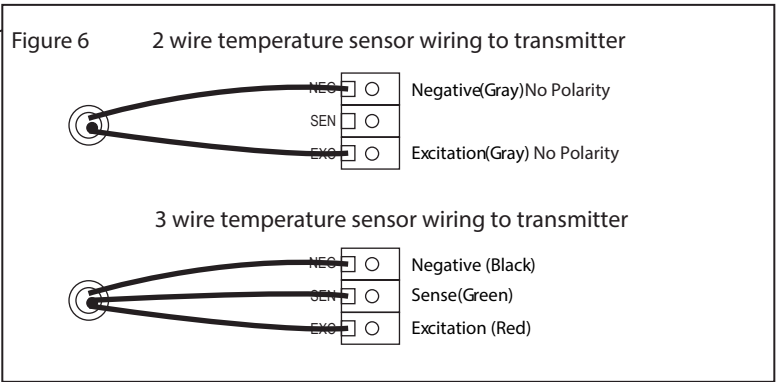 Figure 6 2 wire temperature sensor wiring to transmitter
NEG Negative(Gray)No Polarity
SEN
EXC Excitation(Gray) No Polarity
3 wire temperature sensor wiring to transmitter
NEG Negative (Black)
SEN Sense(Green)
EXC Excitation (Red)